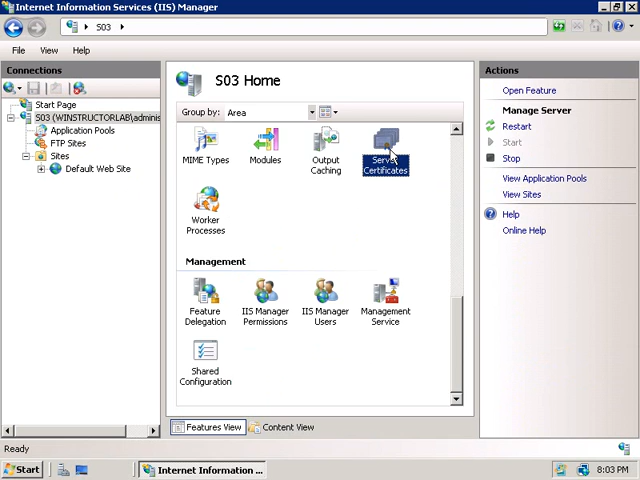 Internet Information Services (IIS) Manager
S03
File View Help
Connections
Start Page
S03 (WINSTRUCTORLAB\adminis
Application Pools
FTP Sites
Sites
Default Web Site
S03 Home
Group by: Area
MIME Types
Modules
Output
Caching
Server
Certificates
Worker
Processes
Management
Feature
Delegation
IIS Manager
Permissions
IIS Manager
Users
Management
Service
Shared
Configuration
Features View
Content View
Actions
Open Feature
Manage Server
Restart
Start
Stop
View Application Pools
View Sites
Help
Online Help
Ready
Start
Internet Information ...
8:03 PM